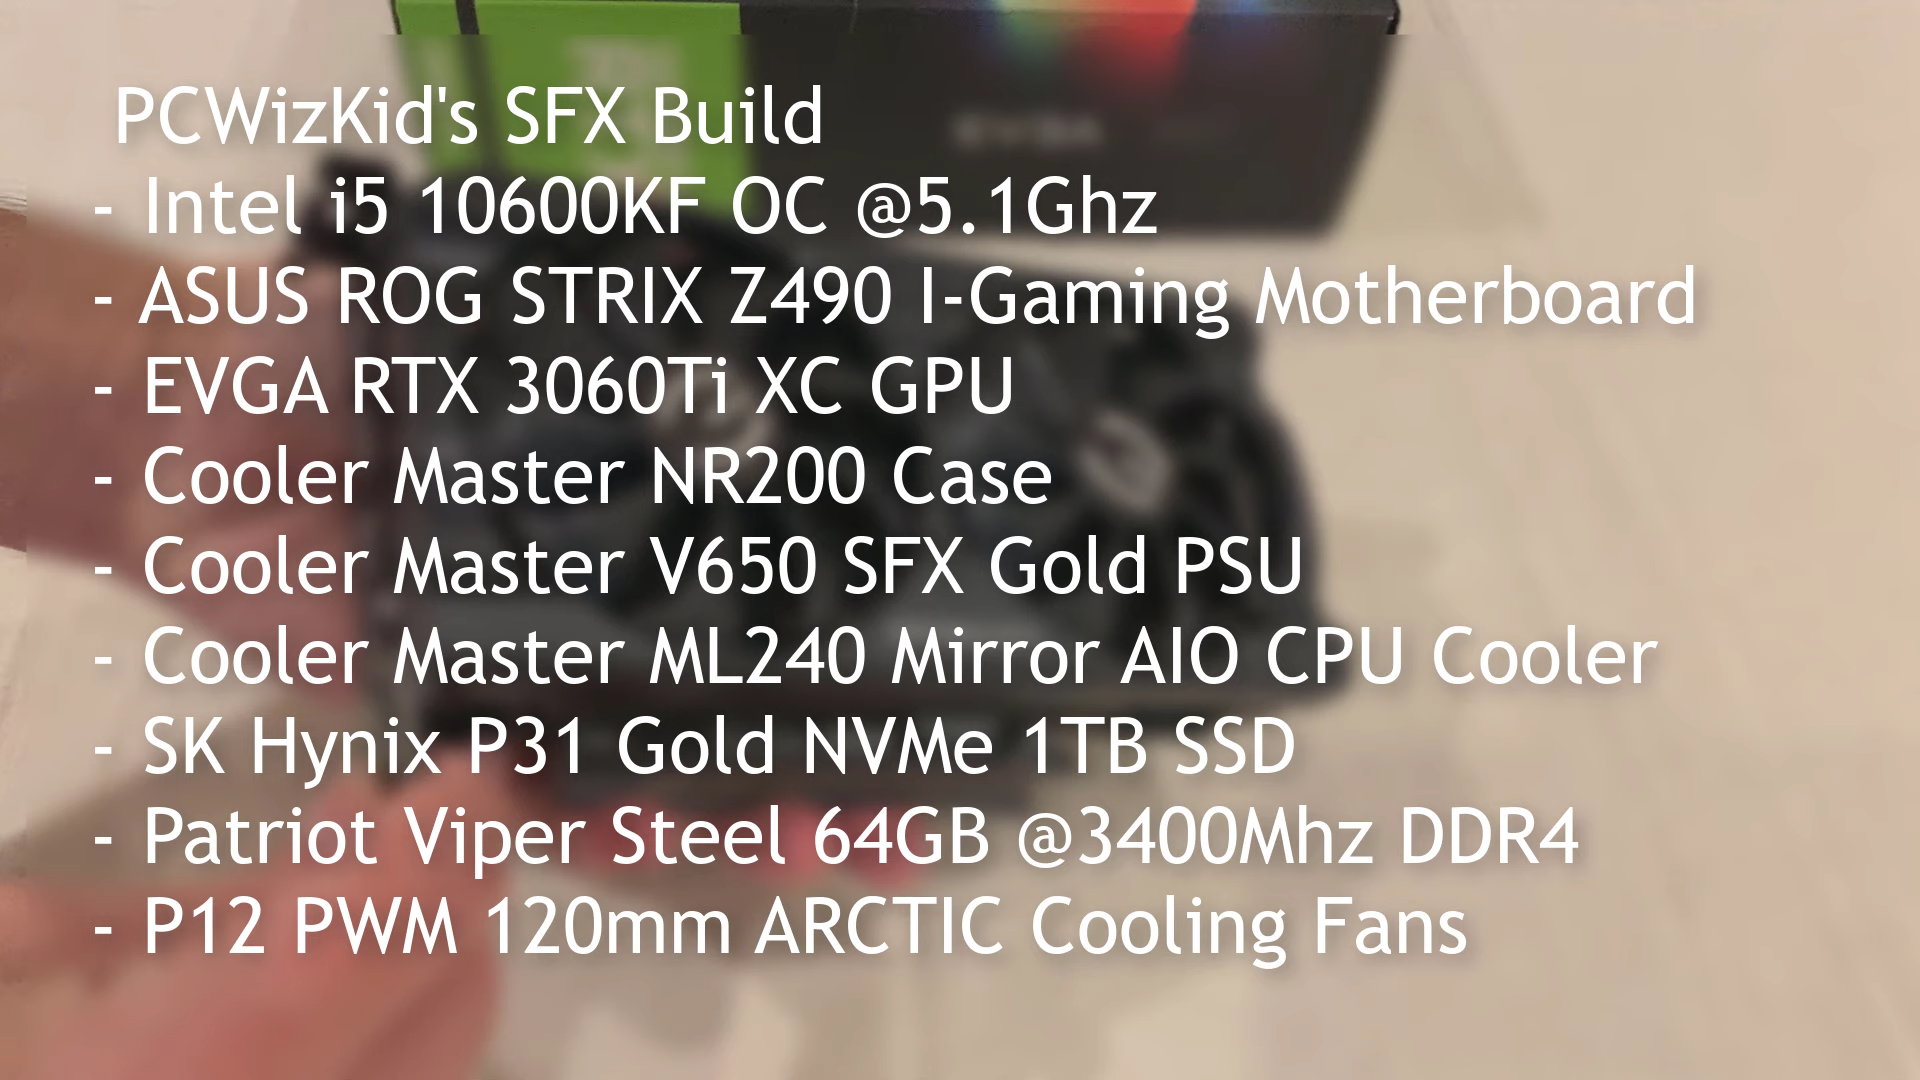 PCWizKid's SFX Build
- Intel i5 10600KF OC @5.1Ghz
- ASUS ROG STRIX Z490 I-Gaming Motherboard
- EVGA RTX 3060Ti XC GPU
- Cooler Master NR200 Case
- Cooler Master V650 SFX Gold PSU
- Cooler Master ML240 Mirror AIO CPU Cooler
- SK Hynix P31 Gold NVMe 1TB SSD
- Patriot Viper Steel 64GB @3400Mhz DDR4
- P12 PWM 120mm ARCTIC Cooling Fans